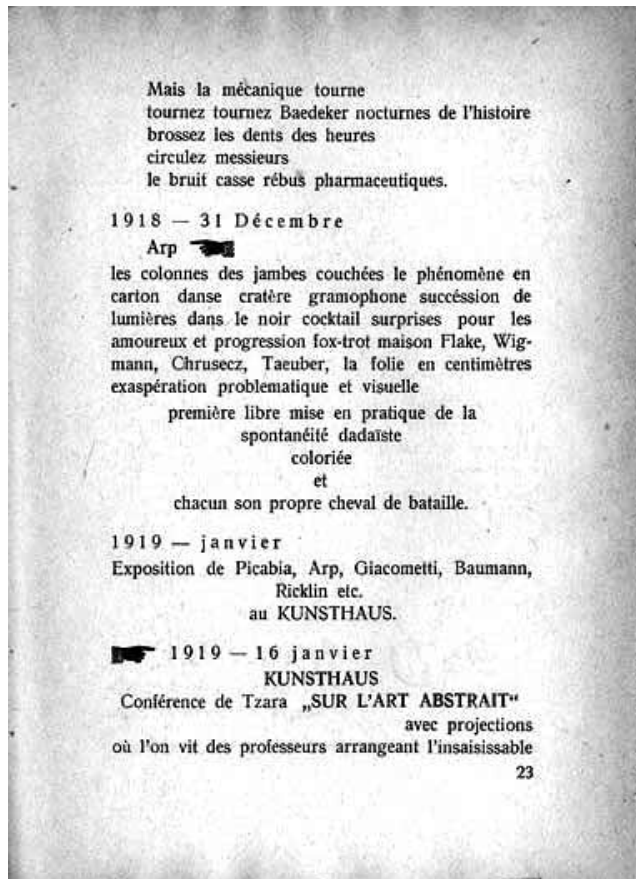 Mais la mécanique tourne
tournez tournez Baedeker nocturnes de l'histoire
brossez les dents des heures
circulez messieurs
le bruit casse rébus pharmaceutiques.
1918 — 31 Décembre
Arp
les colonnes des jambes couchées le phénomène en
carton danse cratère gramophone succéssion de
lumières dans le noir cocktail surprises pour les
amoureux et progression fox-trot maison Flake, Wig-
mann, Chrusecz, Taeuber, la folie en centimètres
exaspération problematique et visuelle
première libre mise en pratique de la
spontanéité dadaïste
coloriée
et
chacun son propre cheval de bataille.
1919 — janvier
Exposition de Picabia, Arp, Giacometti, Baumann,
Ricklin etc.
au KUNSTHAUS.
1919 — 16 janvier
KUNSTHAUS
Conférence de Tzara „SUR L'ART ABSTRAIT“
avec projections
où l'on vit des professeurs arrangeant l'insaisissable
23